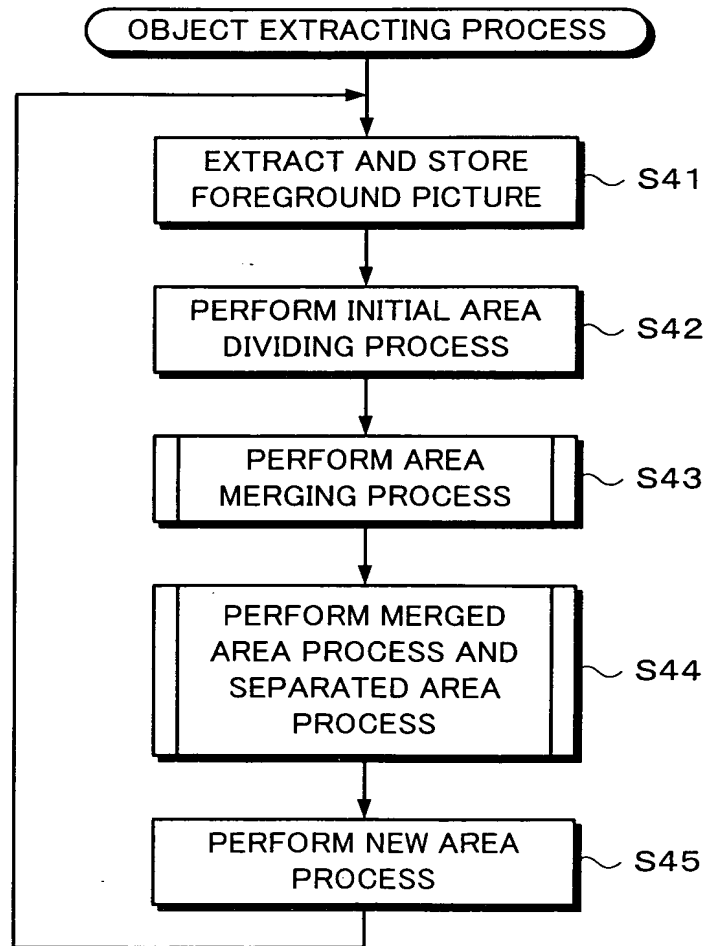 OBJECT EXTRACTING PROCESS
EXTRACT AND STORE
FOREGROUND PICTURE
S41
PERFORM INITIAL AREA
DIVIDING PROCESS
S42
PERFORM AREA
MERGING PROCESS
S43
PERFORM MERGED
AREA PROCESS AND
SEPARATED AREA
PROCESS
S44
PERFORM NEW AREA
PROCESS
S45